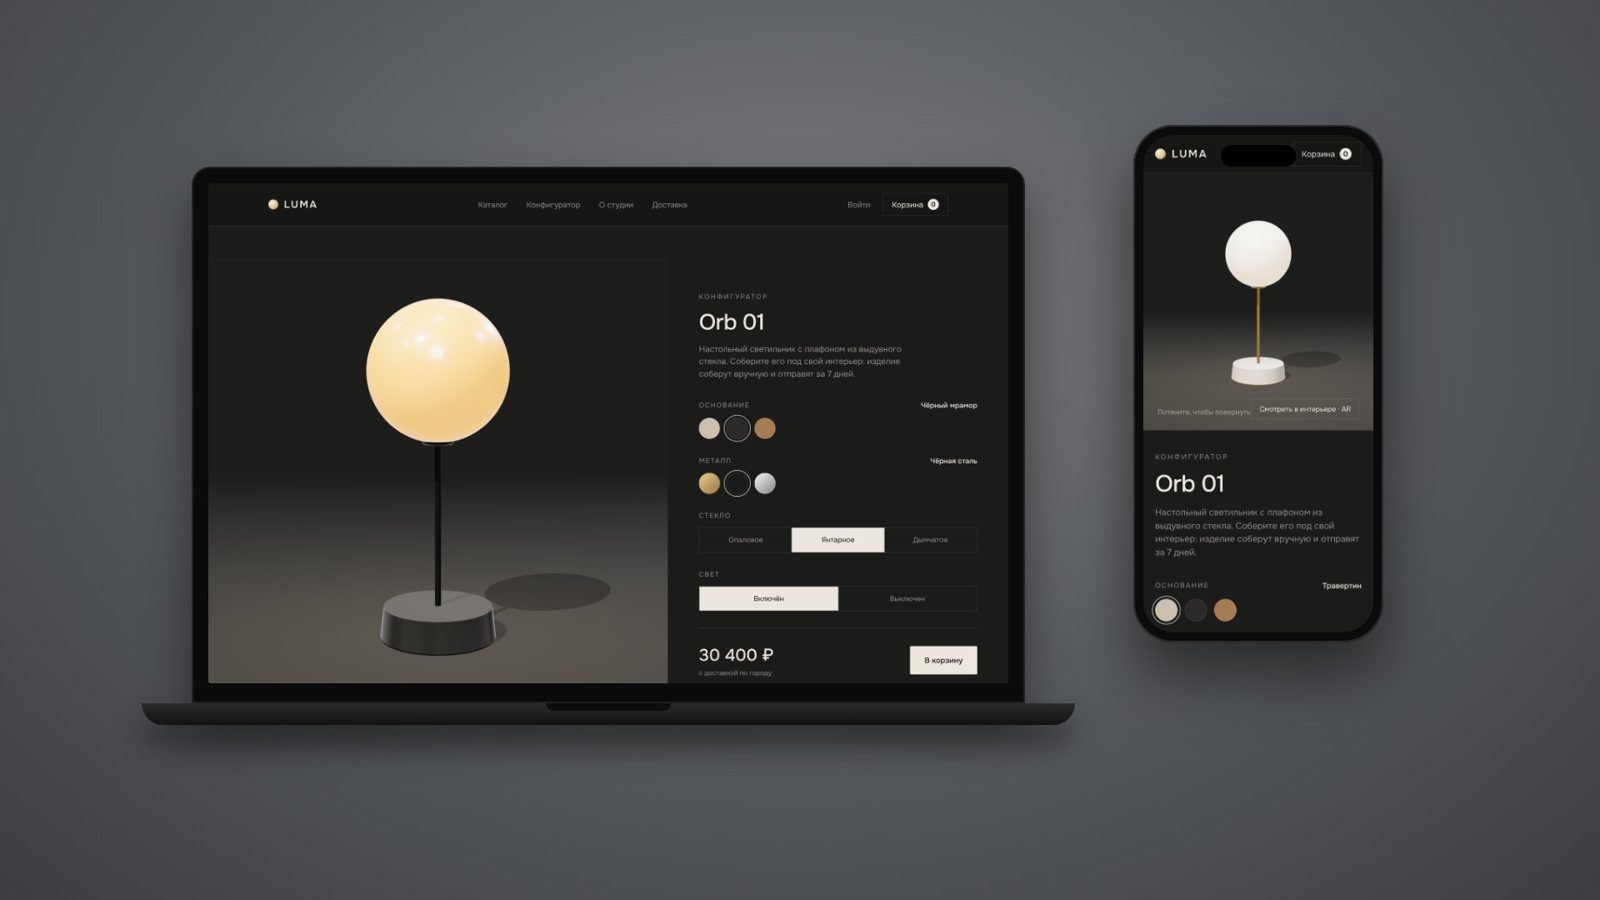 LUMA
Каталог Конфигуратор О студии Доставка
Войти Корзина 0
КОНФИГУРАТОР
Orb 01
Настольный светильник с плафоном из выдувного
стекла. Соберите его под свой интерьер: изделие
соберут вручную и отправят за 7 дней.
ОСНОВАНИЕ Чёрный мрамор
МЕТАЛЛ Чёрная сталь
СТЕКЛО
Опаловое Янтарное Дымчатое
СВЕТ
Включён Выключен
30 400 ₽ В корзину
с доставкой по городу
LUMA Корзина 0
Потяните, чтобы повернуть Смотреть в интерьере · AR
КОНФИГУРАТОР
Orb 01
Настольный светильник с плафоном из
выдувного стекла. Соберите его под свой
интерьер: изделие соберут вручную и отправят
за 7 дней.
ОСНОВАНИЕ Травертин